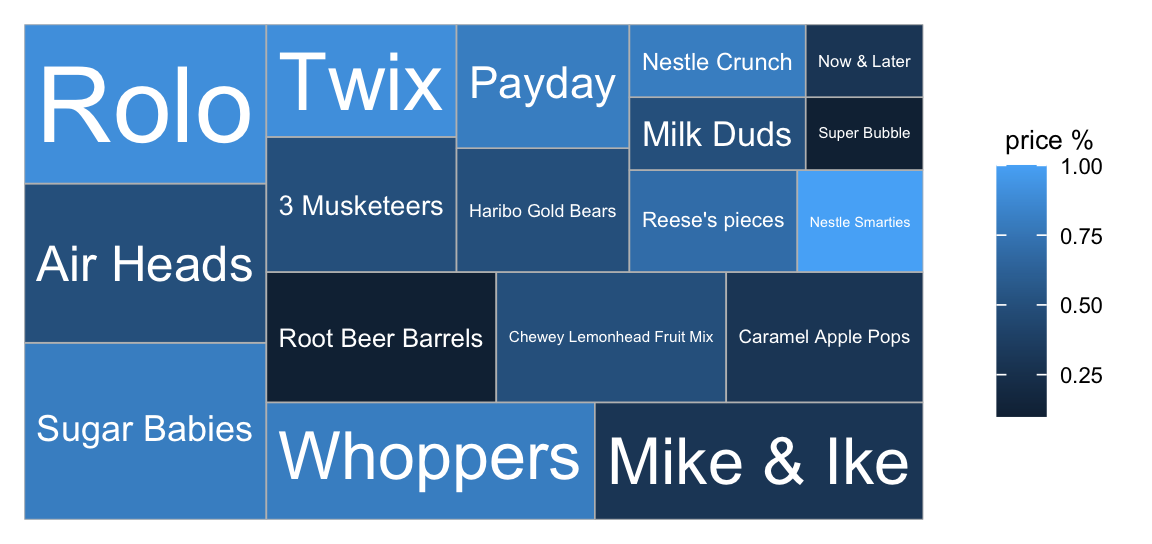 Rolo
Twix
Payday
Nestle Crunch
Now & Later
Milk Duds
Super Bubble
3 Musketeers
Haribo Gold Bears
Reese's pieces
Nestle Smarties
Air Heads
Root Beer Barrels
Chewey Lemonhead Fruit Mix
Caramel Apple Pops
Sugar Babies
Whoppers
Mike & Ike
price %
1.00
0.75
0.50
0.25